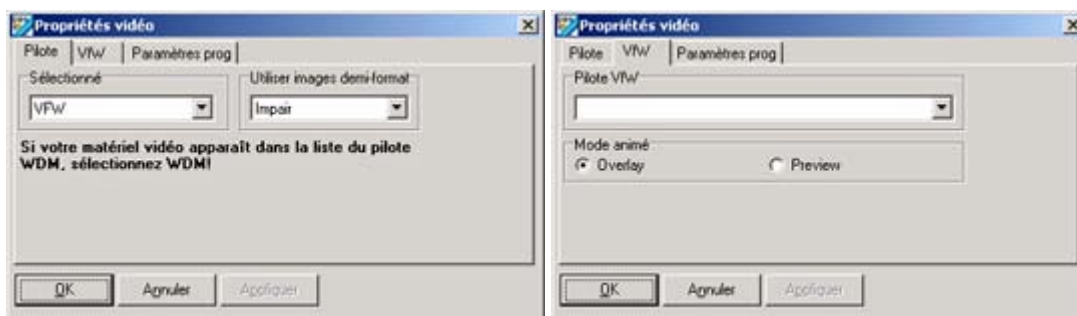 Propriétés vidéo
Pilote VfW Paramètres prog
Sélectionné
VFW
Utiliser images demi-format
Impair
Si votre matériel vidéo apparaît dans la liste du pilote
WDM, sélectionnez WDM!
OK Annuler Appliquer
Propriétés vidéo
Pilote VfW Paramètres prog
Pilote VfW
Mode animé
Overlay Preview
OK Annuler Appliquer